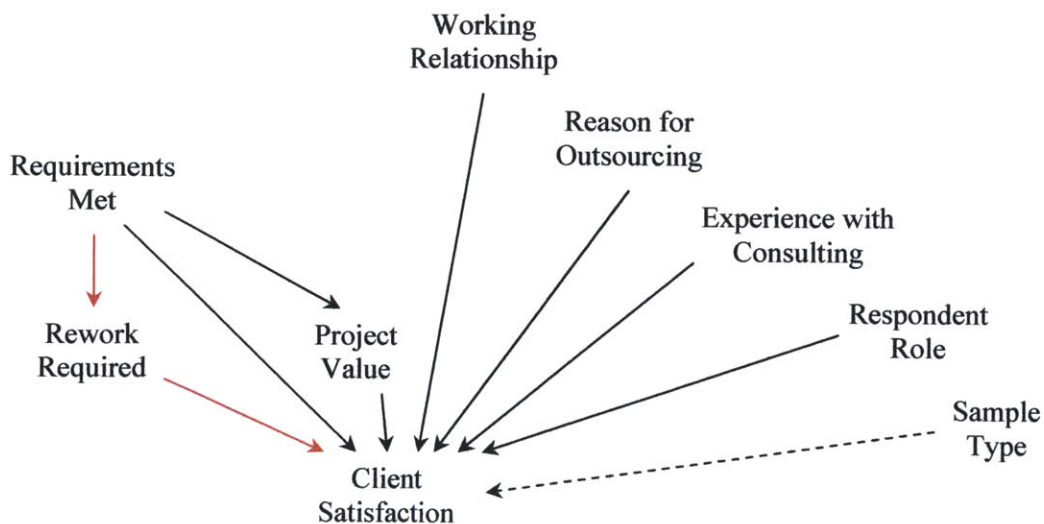 Working
Relationship
Reason for
Outsourcing
Requirements
Met
Experience with
Consulting
Rework
Required
Project
Value
Respondent
Role
Sample
Type
Client
Satisfaction